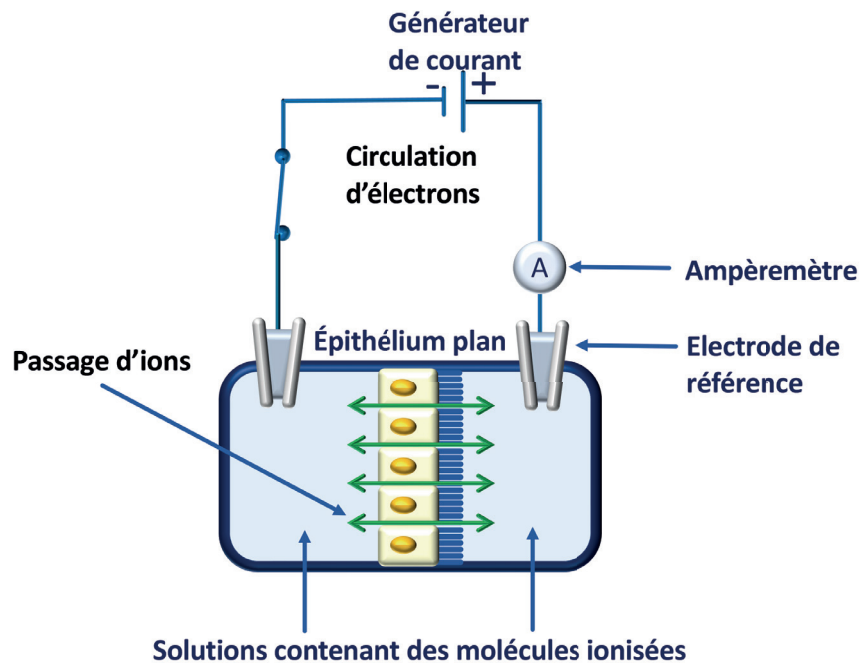 Générateur
de courant
- +
Circulation
d'électrons
A
Ampèremètre
Épithélium plan
Passage d'ions
Electrode de
référence
Solutions contenant des molécules ionisées